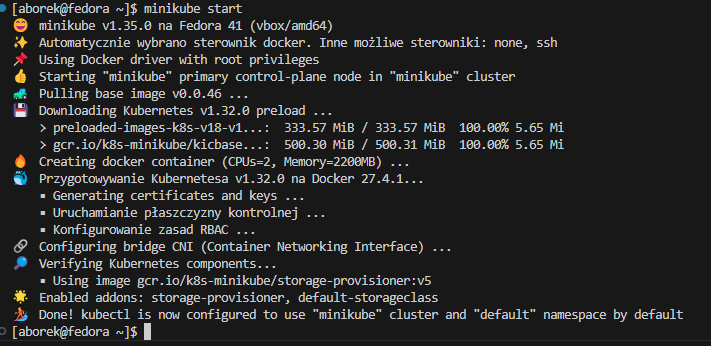 [aborek@fedora ~]$ minikube start
😄 minikube v1.35.0 na Fedora 41 (vbox/amd64)
✨ Automatycznie wybrano sterownik docker. Inne możliwe sterowniki: none, ssh
📌 Using Docker driver with root privileges
👍 Starting "minikube" primary control-plane node in "minikube" cluster
🚜 Pulling base image v0.0.46 ...
💾 Downloading Kubernetes v1.32.0 preload ...
> preloaded-images-k8s-v18-v1...: 333.57 MiB / 333.57 MiB 100.00% 5.65 Mi
> gcr.io/k8s-minikube/kicbase...: 500.30 MiB / 500.31 MiB 100.00% 5.65 Mi
🔥 Creating docker container (CPUs=2, Memory=2200MB) ...
🐳 Przygotowywanie Kubernetesa v1.32.0 na Docker 27.4.1...
▪ Generating certificates and keys ...
▪ Uruchamianie płaszczyzny kontrolnej ...
▪ Konfigurowanie zasad RBAC ...
🔗 Configuring bridge CNI (Container Networking Interface) ...
🔎 Verifying Kubernetes components...
▪ Using image gcr.io/k8s-minikube/storage-provisioner:v5
🌟 Enabled addons: storage-provisioner, default-storageclass
🏄 Done! kubectl is now configured to use "minikube" cluster and "default" namespace by default
[aborek@fedora ~]$